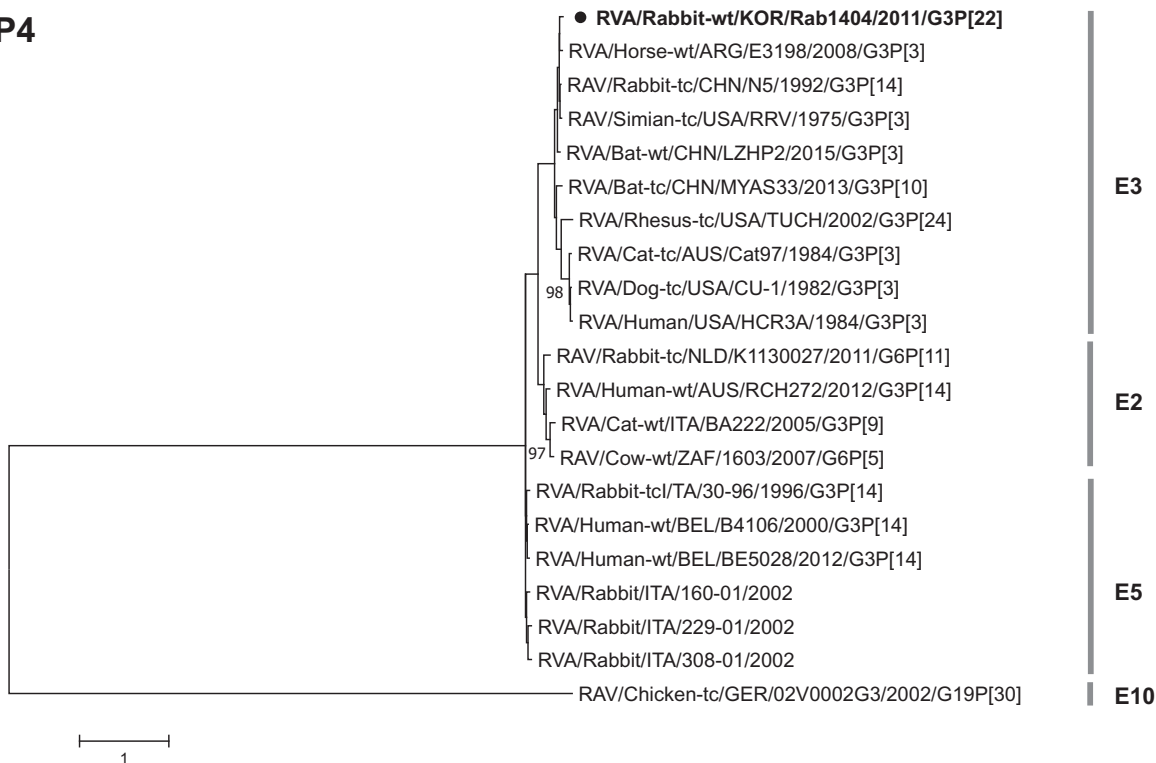 P4
RVA/Rabbit-wt/KOR/Rab1404/2011/G3P[22]
RVA/Horse-wt/ARG/E3198/2008/G3P[3]
RAV/Rabbit-tc/CHN/N5/1992/G3P[14]
RAV/Simian-tc/USA/RRV/1975/G3P[3]
RVA/Bat-wt/CHN/LZHP2/2015/G3P[3]
RVA/Bat-tc/CHN/MYAS33/2013/G3P[10]
E3
RVA/Rhesus-tc/USA/TUCH/2002/G3P[24]
RVA/Cat-tc/AUS/Cat97/1984/G3P[3]
98
RVA/Dog-tc/USA/CU-1/1982/G3P[3]
RVA/Human/USA/HCR3A/1984/G3P[3]
RAV/Rabbit-tc/NLD/K1130027/2011/G6P[11]
RVA/Human-wt/AUS/RCH272/2012/G3P[14]
E2
RVA/Cat-wt/ITA/BA222/2005/G3P[9]
97
RAV/Cow-wt/ZAF/1603/2007/G6P[5]
RVA/Rabbit-tcI/TA/30-96/1996/G3P[14]
RVA/Human-wt/BEL/B4106/2000/G3P[14]
RVA/Human-wt/BEL/BE5028/2012/G3P[14]
RVA/Rabbit/ITA/160-01/2002
E5
RVA/Rabbit/ITA/229-01/2002
RVA/Rabbit/ITA/308-01/2002
RAV/Chicken-tc/GER/02V0002G3/2002/G19P[30]
E10
1